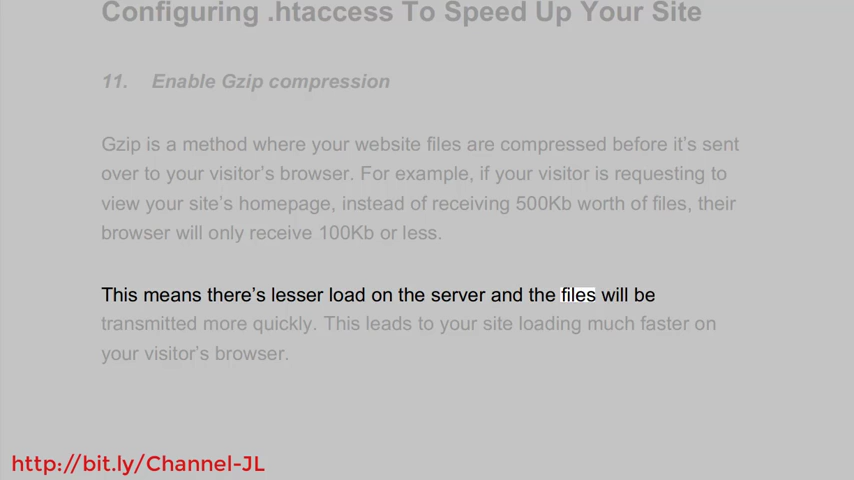 Configuring .htaccess To Speed Up Your Site
11. Enable Gzip compression
Gzip is a method where your website files are compressed before it's sent
over to your visitor's browser. For example, if your visitor is requesting to
view your site's homepage, instead of receiving 500Kb worth of files, their
browser will only receive 100Kb or less.
This means there's lesser load on the server and the files will be
transmitted more quickly. This leads to your site loading much faster on
your visitor's browser.
http://bit.ly/Channel-JL